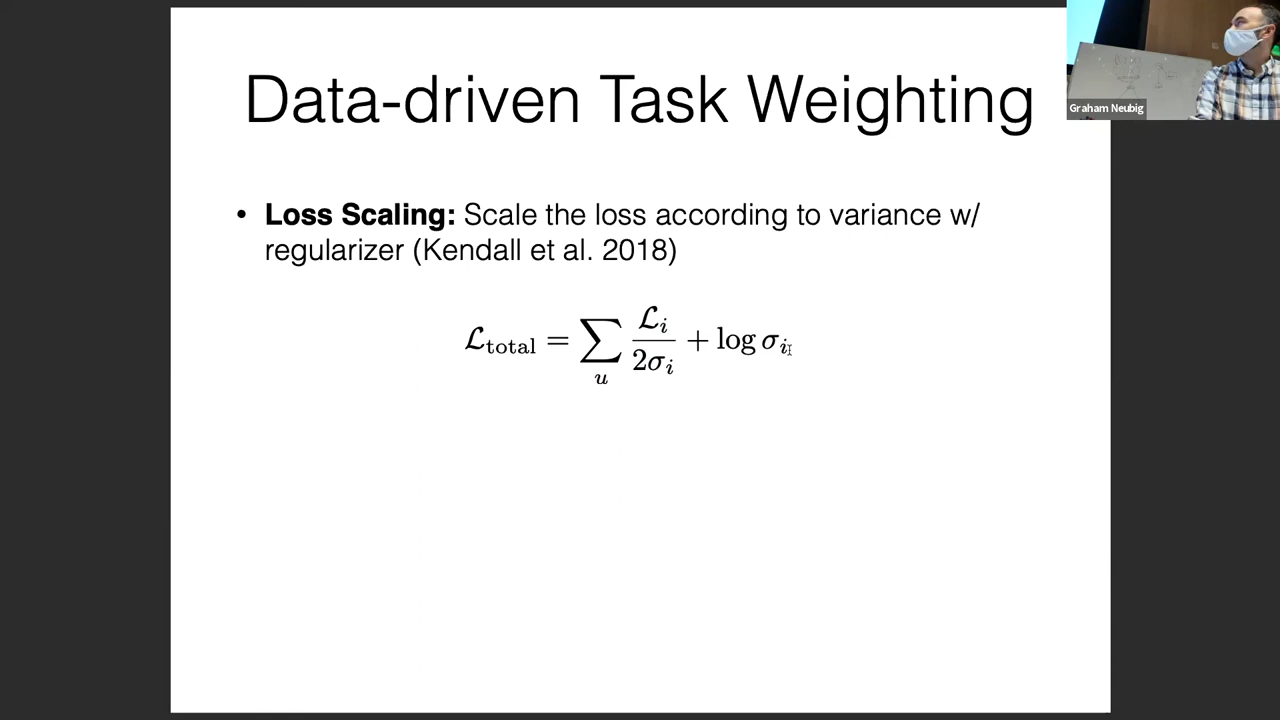 Data-driven Task Weighting
Graham Neubig
• Loss Scaling: Scale the loss according to variance w/
regularizer (Kendall et al. 2018)
ℒ_total = ∑_u ℒ_i / 2σ_i + log σ_i